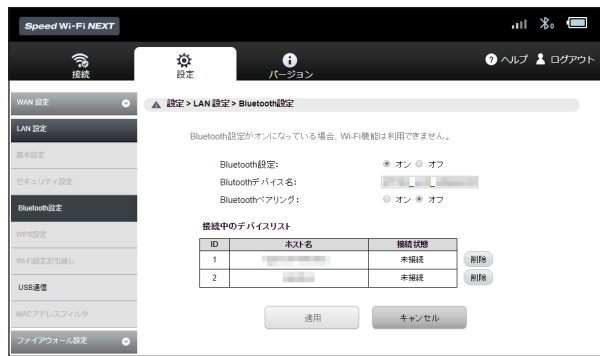 Speed Wi-Fi NEXT
接続
設定
バージョン
ヘルプ
ログアウト
WAN 設定
LAN 設定
基本設定
セキュリティ設定
Bluetooth設定
WPS設定
Wi-Fi設定お引越し
USB通信
MACアドレスフィルタ
ファイアウォール設定
設定 > LAN 設定 > Bluetooth設定
Bluetooth設定がオンになっている場合、Wi-Fi機能は利用できません。
Bluetooth設定: オン オフ
Blutoothデバイス名:
Bluetoothペアリング: オン オフ
接続中のデバイスリスト
ID ホスト名 接続状態
1 未接続 削除
2 未接続 削除
適用 キャンセル